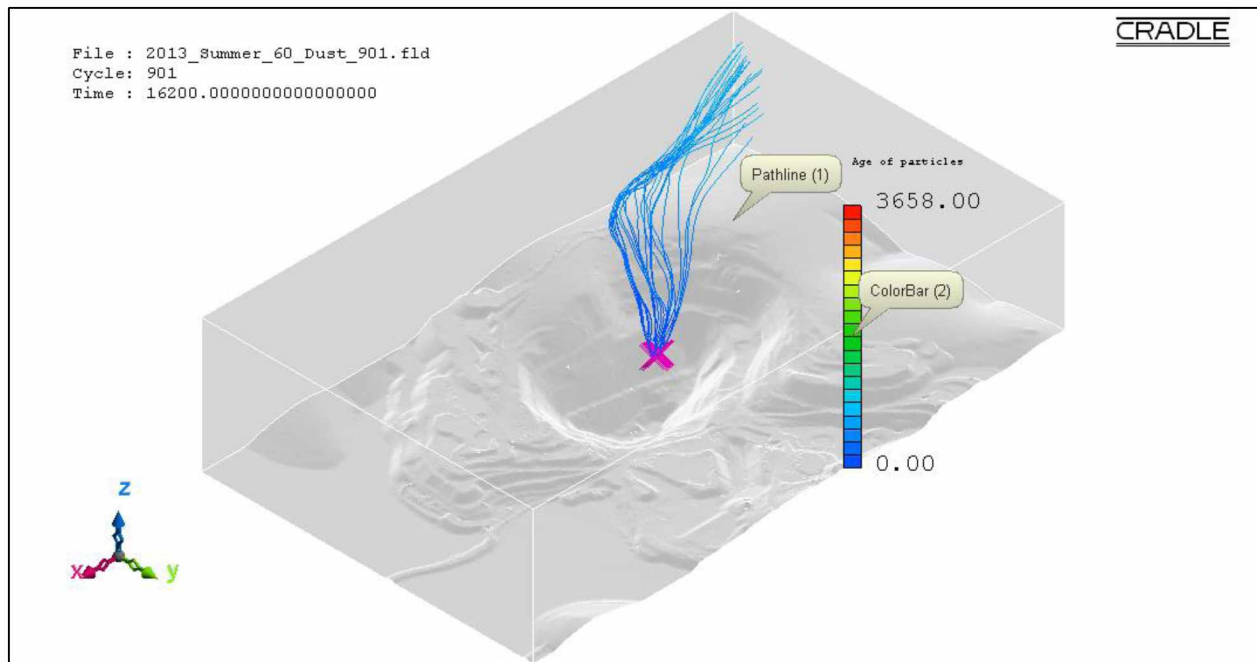 File : 2013_Summer_60_Dust_901.fld
Cycle: 901
Time : 16200.0000000000000000
CRADLE
Age of particles
Pathline (1)
3658.00
ColorBar (2)
0.00
z
x
y